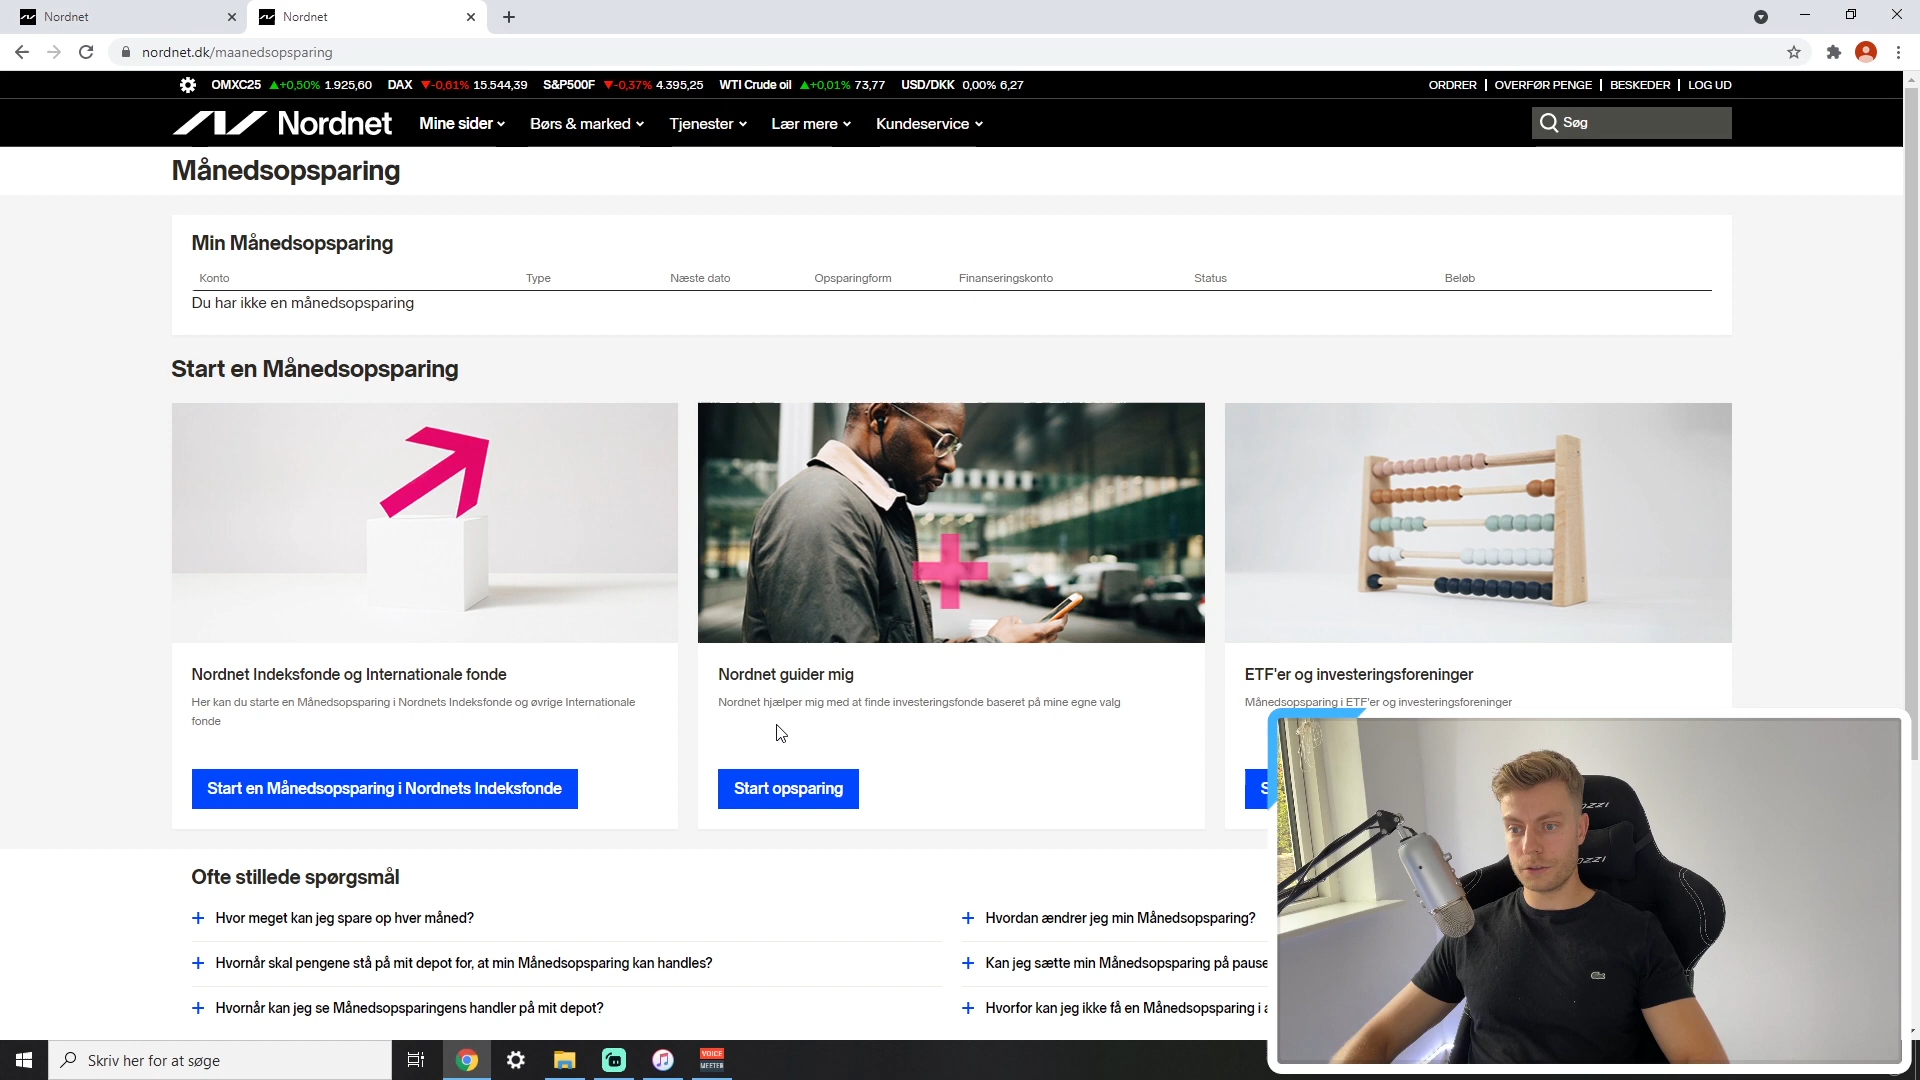 Nordnet
Nordnet
nordnet.dk/maanedsopsparing
OMXC25 ▲+0,50% 1.925,60 DAX ▼-0,61% 15.544,39 S&P500F ▼-0,37% 4.395,25 WTI Crude oil ▲+0,01% 73,77 USD/DKK 0,00% 6,27
ORDRER | OVERFØR PENGE | BESKEDER | LOG UD
Nordnet Mine sider Børs & marked Tjenester Lær mere Kundeservice
Søg
Månedsopsparing
Min Månedsopsparing
Konto Type Næste dato Opsparingform Finanseringskonto Status Beløb
Du har ikke en månedsopsparing
Start en Månedsopsparing
Nordnet Indeksfonde og Internationale fonde
Her kan du starte en Månedsopsparing i Nordnets Indeksfonde og øvrige Internationale
fonde
Start en Månedsopsparing i Nordnets Indeksfonde
Nordnet guider mig
Nordnet hjælper mig med at finde investeringsfonde baseret på mine egne valg
Start opsparing
ETF'er og investeringsforeninger
Månedsopsparing i ETF'er og investeringsforeninger
S
Ofte stillede spørgsmål
Hvor meget kan jeg spare op hver måned?
Hvornår skal pengene stå på mit depot for, at min Månedsopsparing kan handles?
Hvornår kan jeg se Månedsopsparingens handler på mit depot?
Hvordan ændrer jeg min Månedsopsparing?
Kan jeg sætte min Månedsopsparing på pause
Hvorfor kan jeg ikke få en Månedsopsparing i
Skriv her for at søge
VOICE
MEETER